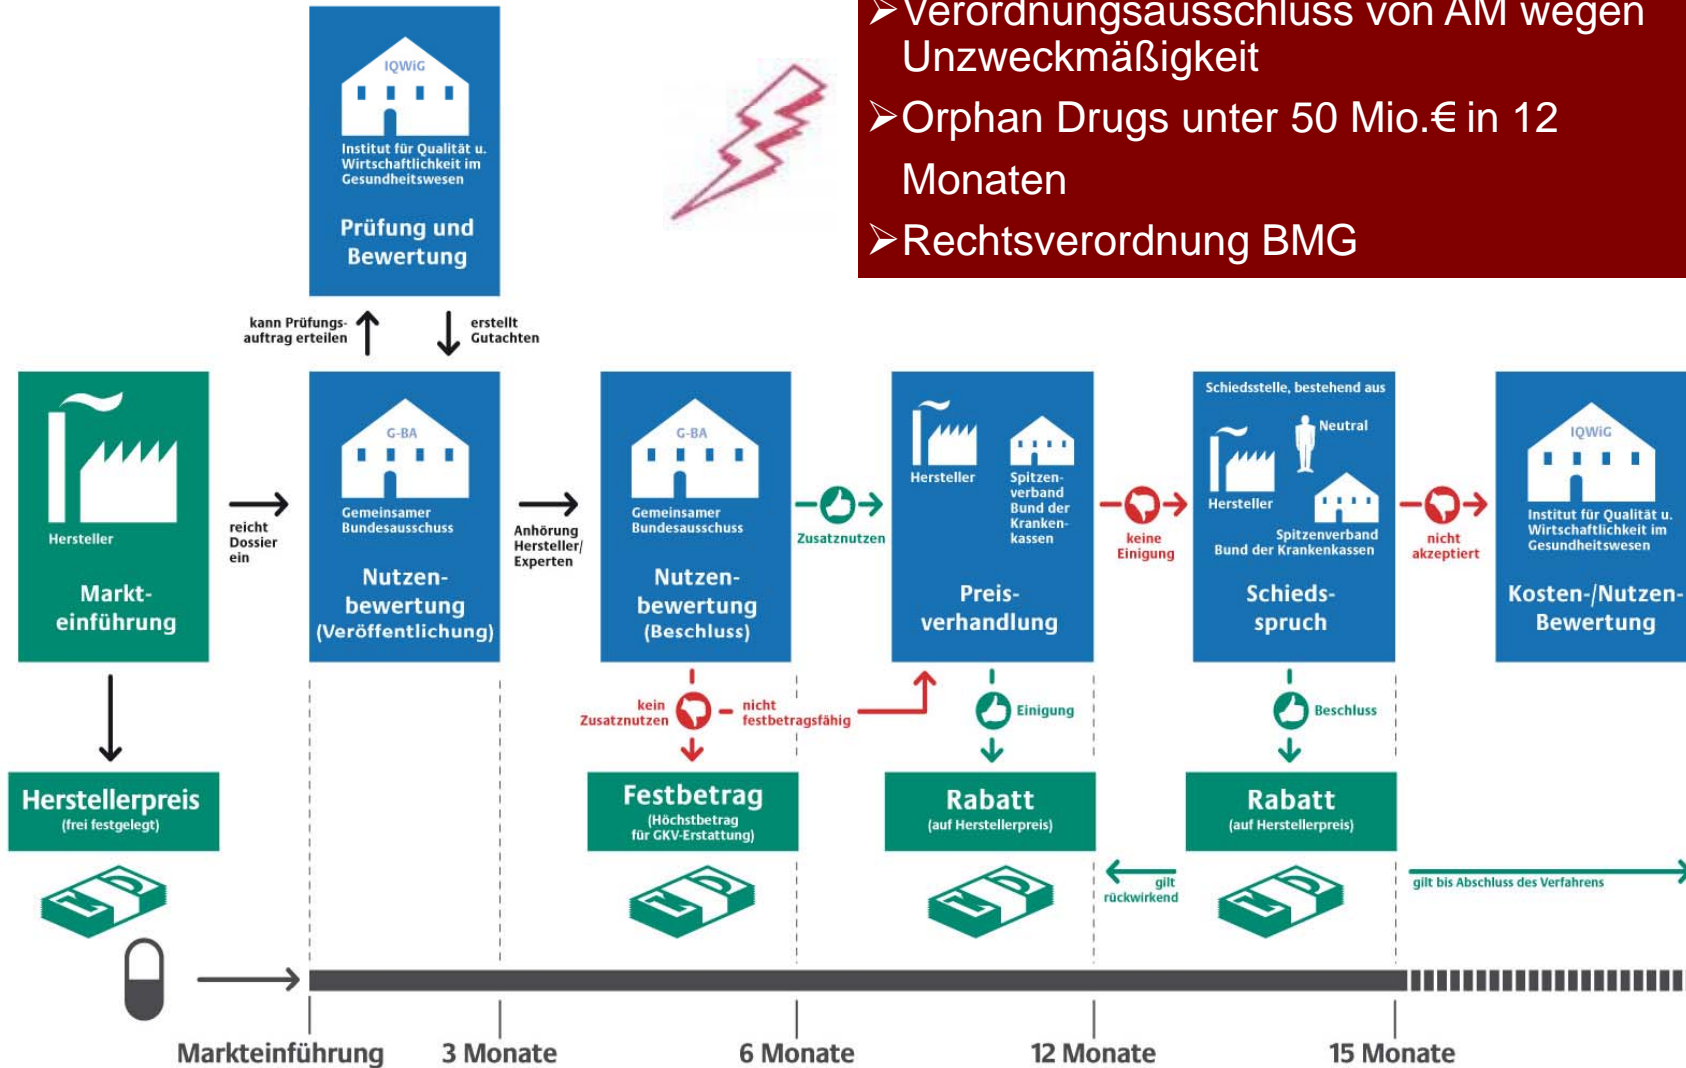 ➢Verordnungsausschluss von AM wegen
Unzweckmäßigkeit
➢Orphan Drugs unter 50 Mio.€ in 12
Monaten
➢Rechtsverordnung BMG
IQWiG
Institut für Qualität u.
Wirtschaftlichkeit im
Gesundheitswesen
Prüfung und
Bewertung
kann Prüfungs-
auftrag erteilen
erstellt
Gutachten
Hersteller
Markt-
einführung
reicht
Dossier
ein
G-BA
Gemeinsamer
Bundesausschuss
Nutzen-
bewertung
(Veröffentlichung)
Anhörung
Hersteller/
Experten
G-BA
Gemeinsamer
Bundesausschuss
Nutzen-
bewertung
(Beschluss)
Zusatznutzen
Hersteller
Spitzen-
verband
Bund der
Kranken-
kassen
Preis-
verhandlung
keine
Einigung
Schiedsstelle, bestehend aus
Neutral
Hersteller
Spitzenverband
Bund der Krankenkassen
Schieds-
spruch
nicht
akzeptiert
IQWiG
Institut für Qualität u.
Wirtschaftlichkeit im
Gesundheitswesen
Kosten-/Nutzen-
Bewertung
kein
Zusatznutzen
nicht
festbetragsfähig
Einigung
Beschluss
Herstellerpreis
(frei festgelegt)
Festbetrag
(Höchstbetrag
für GKV-Erstattung)
Rabatt
(auf Herstellerpreis)
Rabatt
(auf Herstellerpreis)
gilt
rückwirkend
gilt bis Abschluss des Verfahrens
Markteinführung
3 Monate
6 Monate
12 Monate
15 Monate